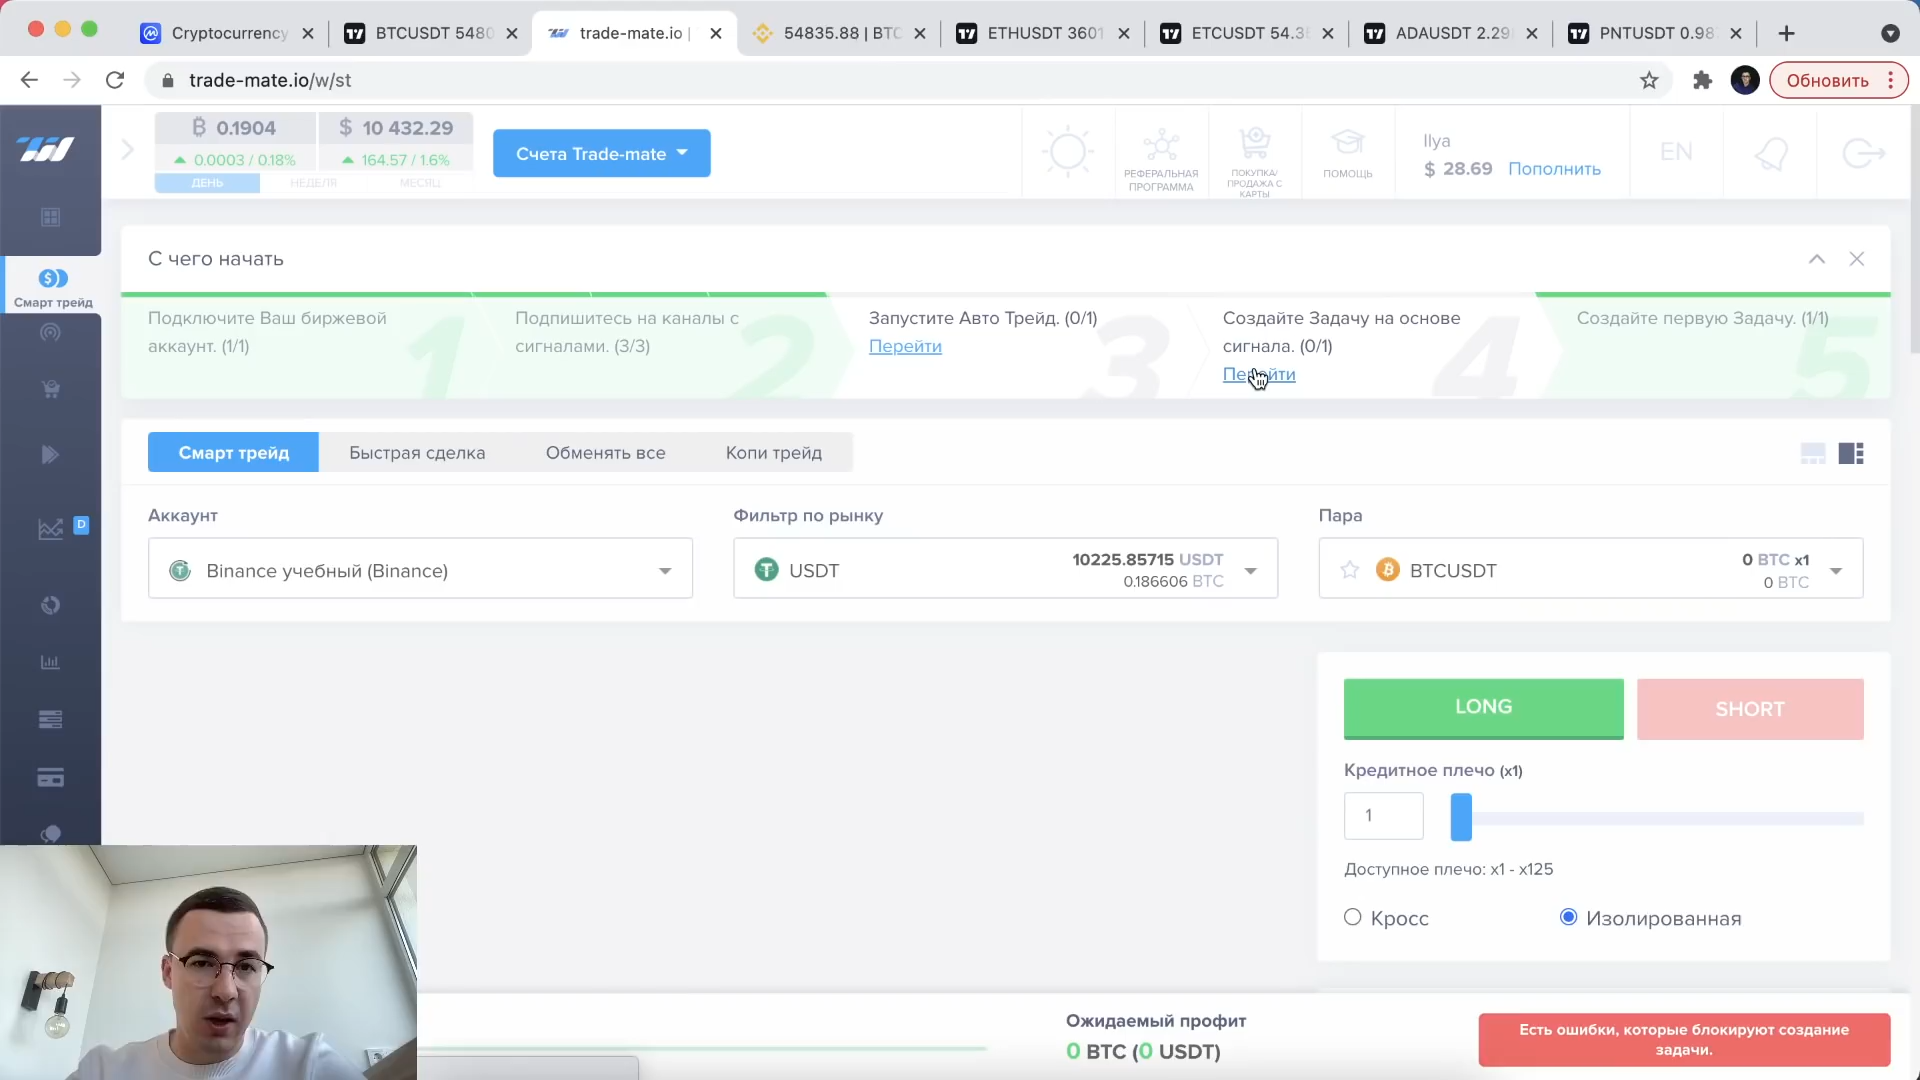 Cryptocurrency
BTCUSDT 5480
trade-mate.io |
54835.88 | BTC
ETHUSDT 3601
ETCUSDT 54.3
ADAUSDT 2.29
PNTUSDT 0.98
trade-mate.io/w/st
Обновить
0.1904
$ 10 432.29
0.0003 / 0.18%
164.57 / 1.6%
ДЕНЬ
НЕДЕЛЯ
МЕСЯЦ
Счета Trade-mate
РЕФЕРАЛЬНАЯ
ПРОГРАММА
ПОКУПКА/
ПРОДАЖА С
КАРТЫ
ПОМОЩЬ
Ilya
$ 28.69 Пополнить
EN
Смарт трейд
D
С чего начать
Подключите Ваш биржевой
аккаунт. (1/1)
1
Подпишитесь на каналы с
сигналами. (3/3)
2
Запустите Авто Трейд. (0/1)
Перейти
3
Создайте Задачу на основе
сигнала. (0/1)
Перейти
4
Создайте первую Задачу. (1/1)
5
Смарт трейд
Быстрая сделка
Обменять все
Копи трейд
Аккаунт
Binance учебный (Binance)
Фильтр по рынку
USDT
10225.85715 USDT
0.186606 BTC
Пара
BTCUSDT
0 BTC x1
0 BTC
LONG
SHORT
Кредитное плечо (x1)
1
Доступное плечо: x1 - x125
Кросс
Изолированная
Ожидаемый профит
0 BTC (0 USDT)
Есть ошибки, которые блокируют создание
задачи.